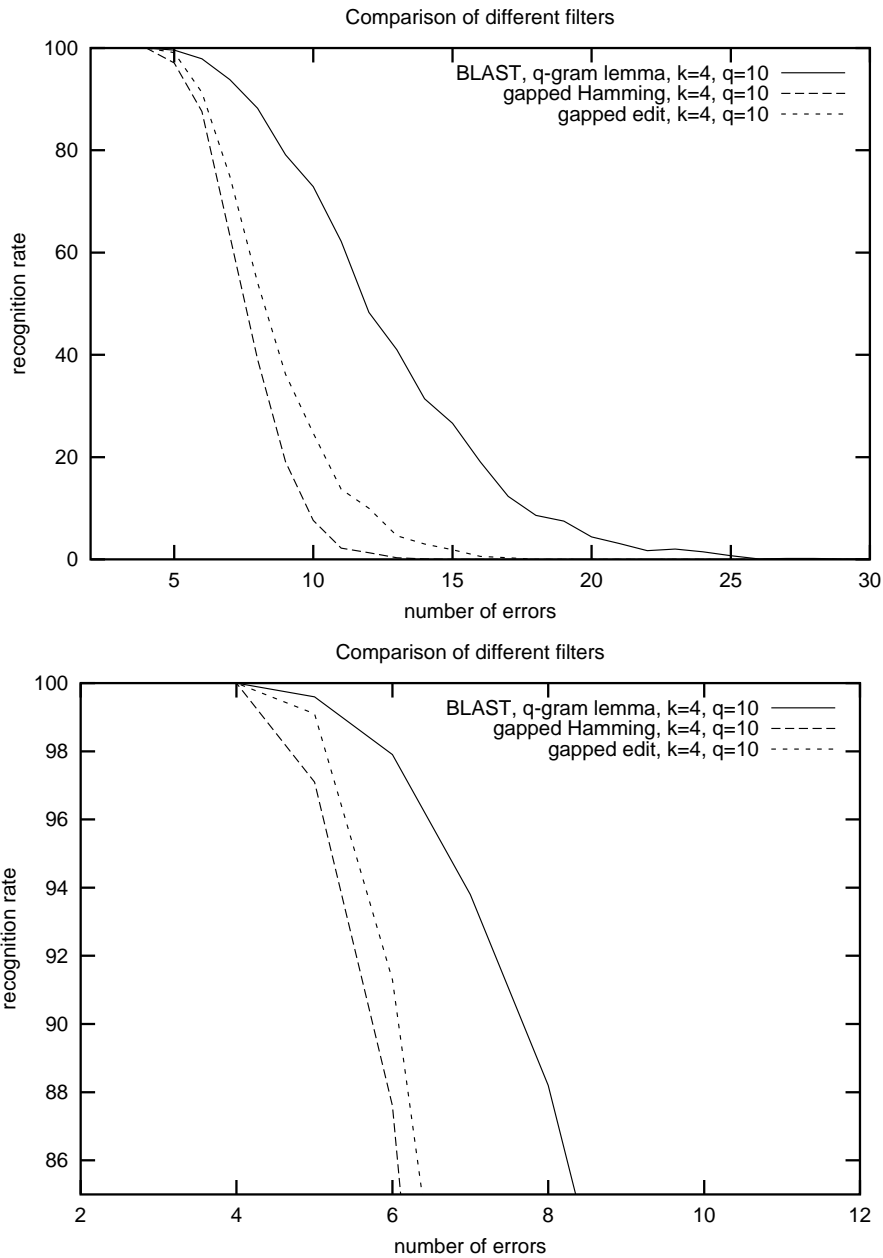 Comparison of different filters
100
BLAST, q-gram lemma, k=4, q=10
gapped Hamming, k=4, q=10
gapped edit, k=4, q=10
80
60
recognition rate
40
20
0
5 10 15 20 25 30
number of errors
Comparison of different filters
100
BLAST, q-gram lemma, k=4, q=10
gapped Hamming, k=4, q=10
gapped edit, k=4, q=10
98
96
94
recognition rate
92
90
88
86
2 4 6 8 10 12
number of errors